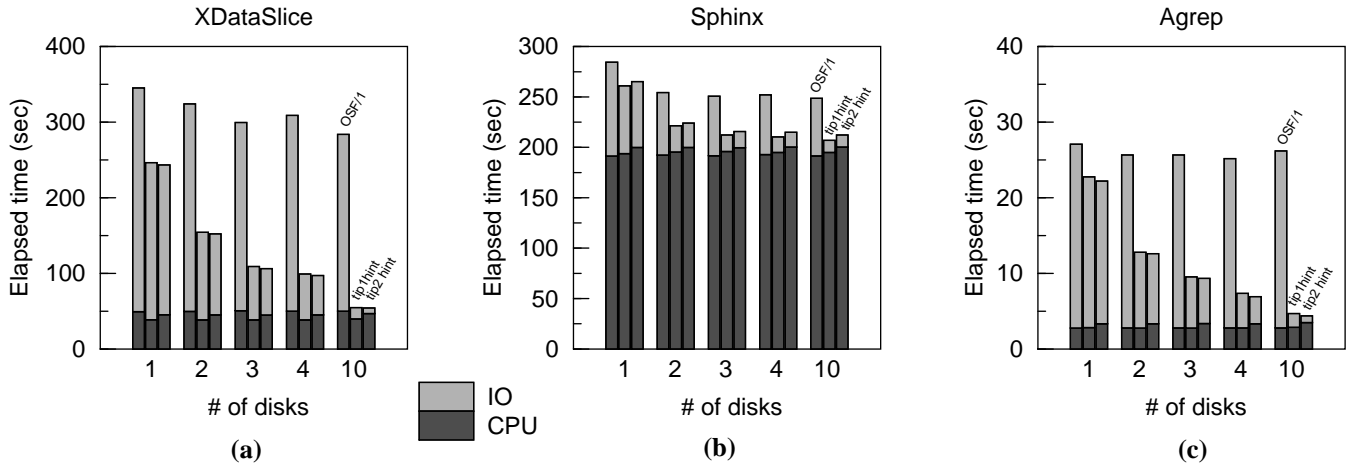 XDataSlice
Elapsed time (sec)
400
300
200
100
0
OSF/1
tip1hint
tip2 hint
1 2 3 4 10
# of disks
(a)
IO
CPU
Sphinx
Elapsed time (sec)
300
250
200
150
100
50
0
OSF/1
tip1hint
tip2 hint
1 2 3 4 10
# of disks
(b)
Agrep
Elapsed time (sec)
40
30
20
10
0
OSF/1
tip1hint
tip2 hint
1 2 3 4 10
# of disks
(c)